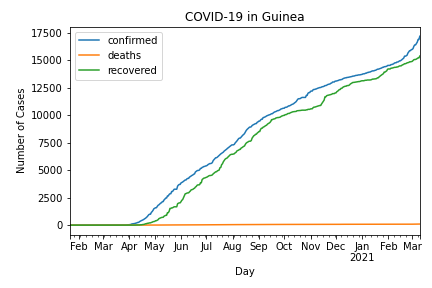 COVID-19 in Guinea
17500
15000
12500
10000
7500
5000
2500
0
Number of Cases
confirmed
deaths
recovered
Feb Mar Apr May Jun Jul Aug Sep Oct Nov Dec Jan Feb Mar
2021
Day